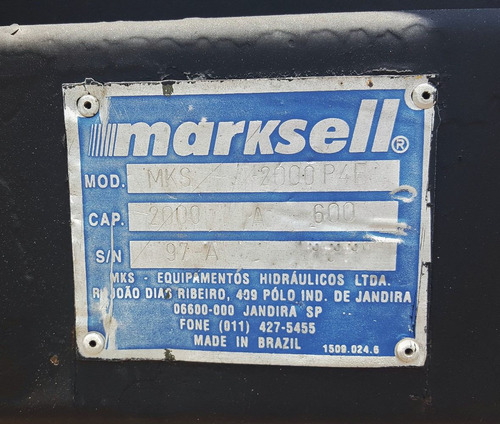 marksell®
MOD. MKS 2000 P4F
CAP. 2000 A 600
S/N 97 A
MKS - EQUIPAMENTOS HIDRÁULICOS LTDA.
R. JOÃO DIAS RIBEIRO, 409 PÓLO IND. DE JANDIRA
06600-000 JANDIRA SP
FONE (011) 427-5455
MADE IN BRAZIL
1509.024.6